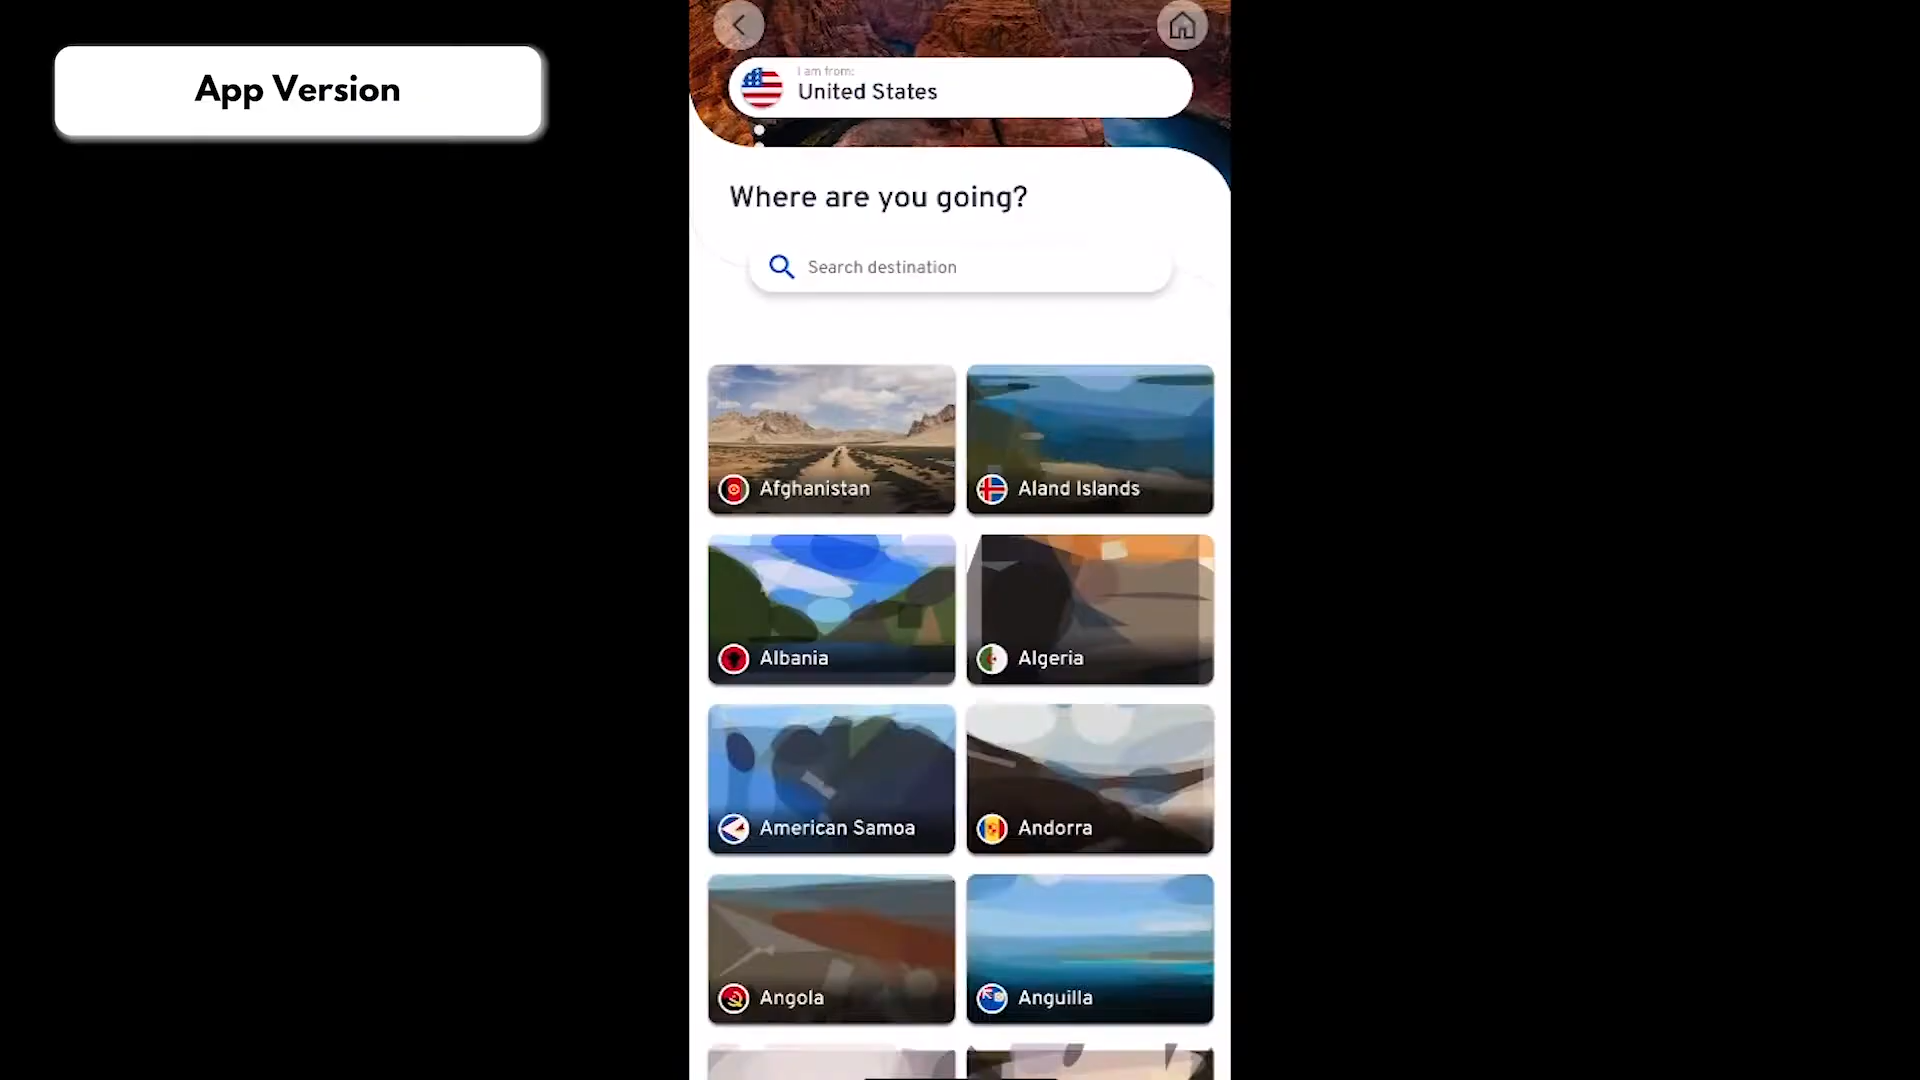 App Version
I am from:
United States
Where are you going?
Search destination
Afghanistan
Aland Islands
Albania
Algeria
American Samoa
Andorra
Angola
Anguilla